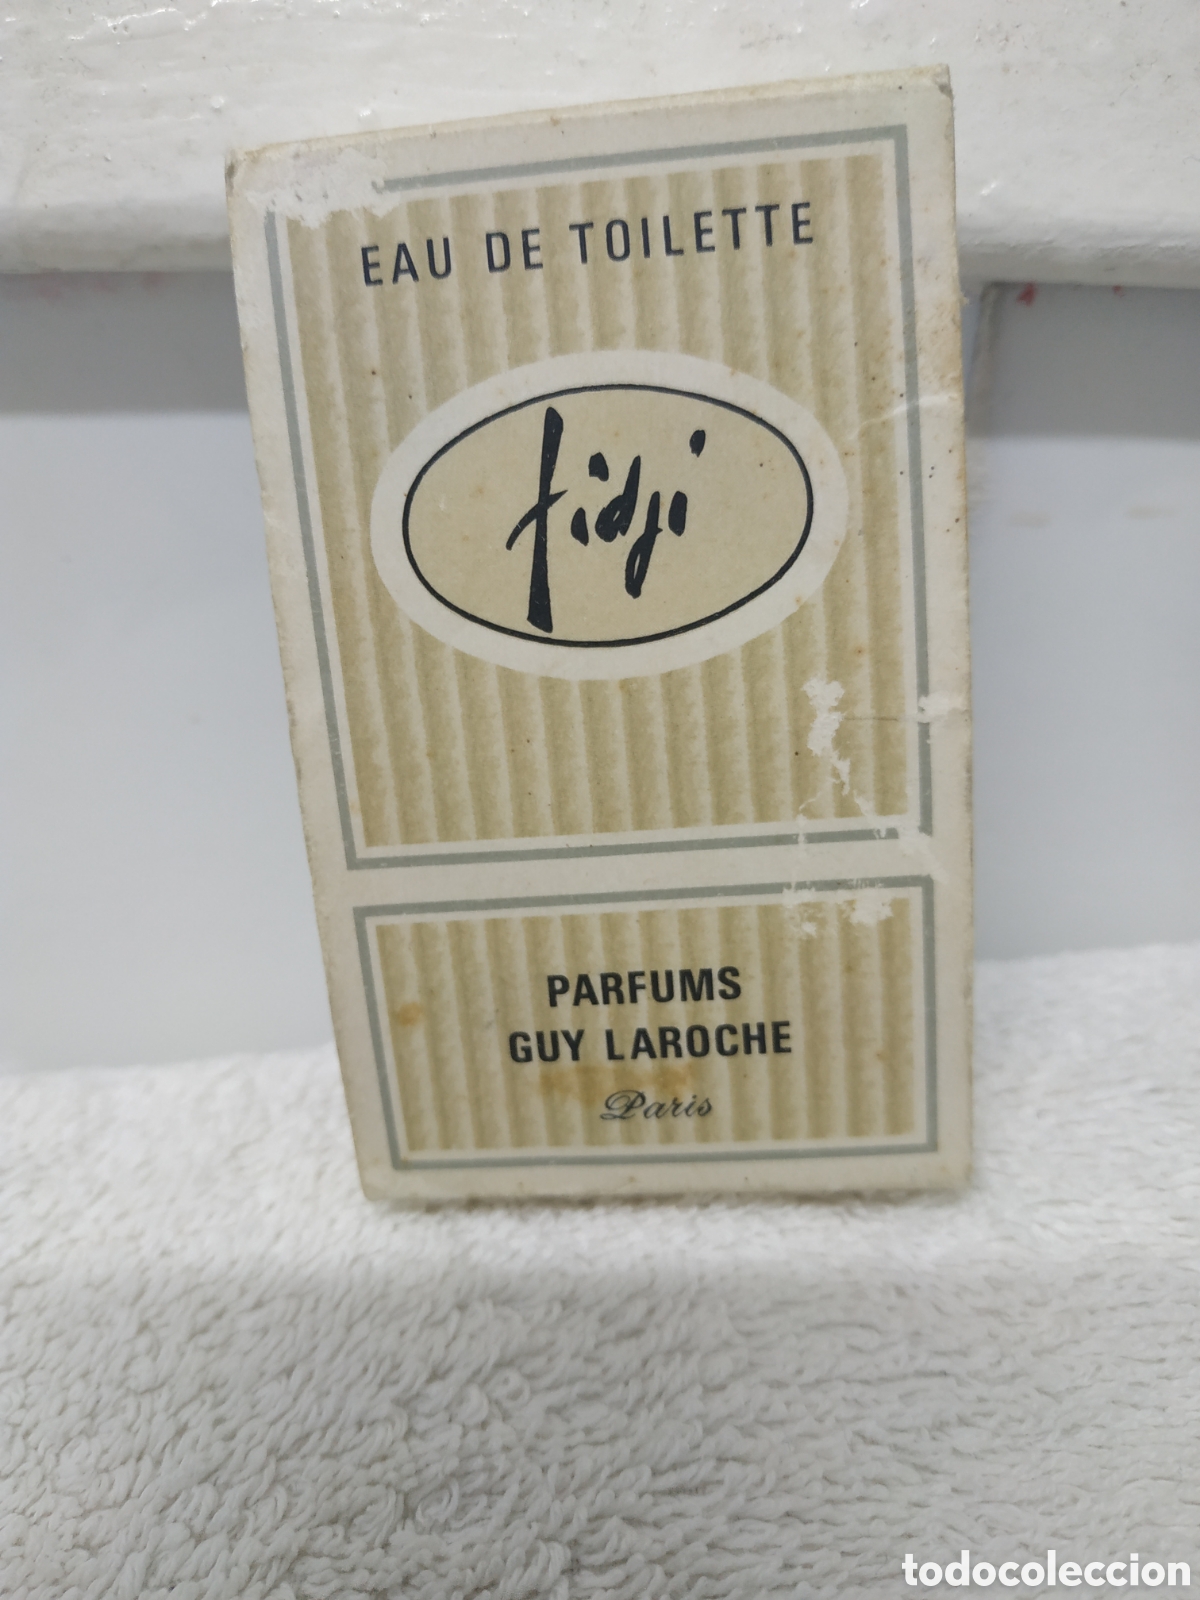 EAU DE TOILETTE
fidji
PARFUMS
GUY LAROCHE
Paris
todocoleccion